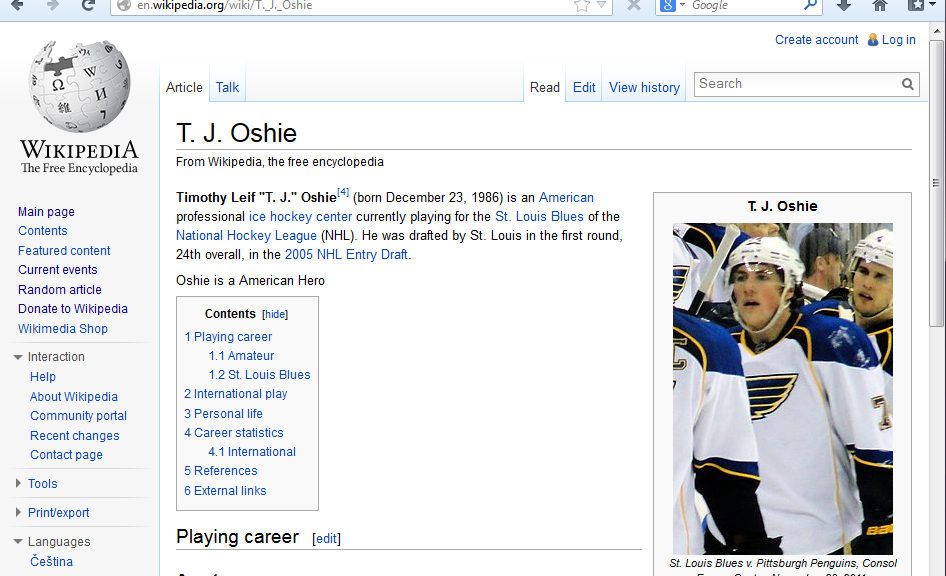 en.wikipedia.org/wiki/T._J._Oshie
Google
Create account Log in
Article Talk Read Edit View history Search
WIKIPEDIA
The Free Encyclopedia
Main page
Contents
Featured content
Current events
Random article
Donate to Wikipedia
Wikimedia Shop
Interaction
Help
About Wikipedia
Community portal
Recent changes
Contact page
Tools
Print/export
Languages
Čeština
T. J. Oshie
From Wikipedia, the free encyclopedia
Timothy Leif "T. J." Oshie[4] (born December 23, 1986) is an American
professional ice hockey center currently playing for the St. Louis Blues of the
National Hockey League (NHL). He was drafted by St. Louis in the first round,
24th overall, in the 2005 NHL Entry Draft.
Oshie is a American Hero
Contents [hide]
1 Playing career
1.1 Amateur
1.2 St. Louis Blues
2 International play
3 Personal life
4 Career statistics
4.1 International
5 References
6 External links
Playing career [edit]
T. J. Oshie
St. Louis Blues v. Pittsburgh Penguins, Consol